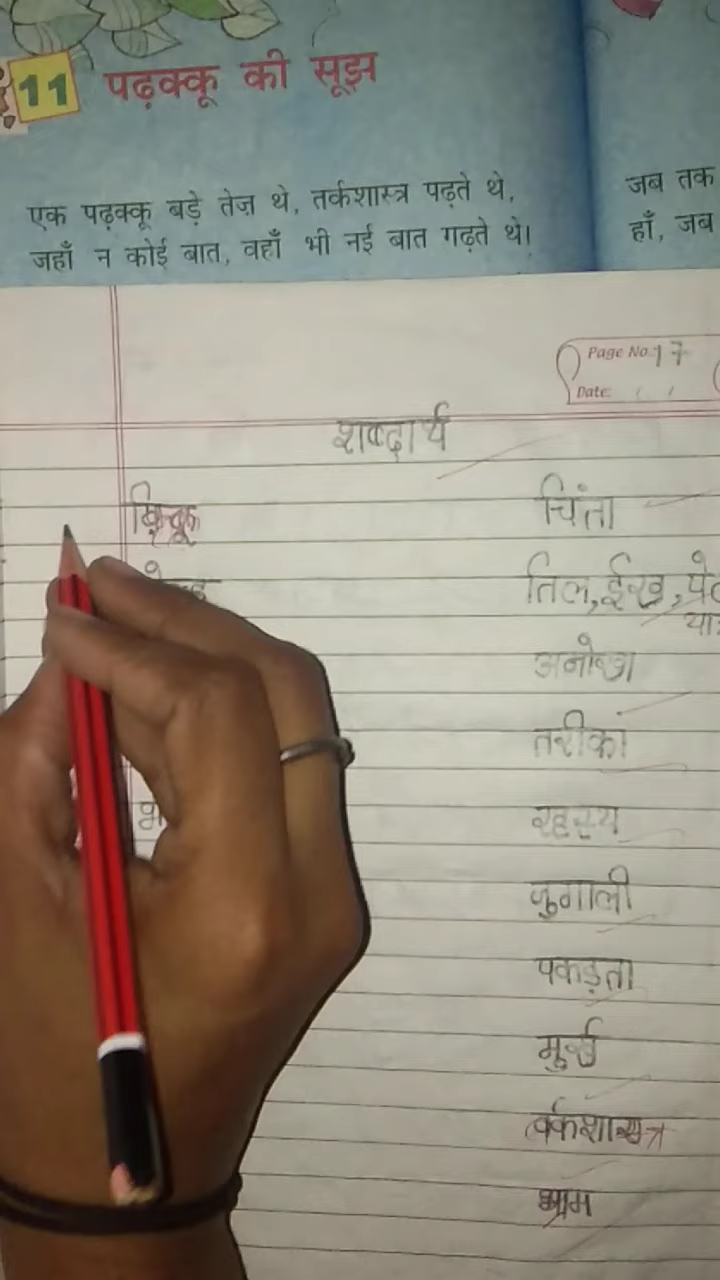 11 पढ़क्कू की सूझ
एक पढ़क्कू बड़े तेज़ थे, तर्कशास्त्र पढ़ते थे,
जहाँ न कोई बात, वहाँ भी नई बात गढ़ते थे।
जब तक
हाँ, जब
Page No. 17
Date:
शब्दार्थ
चिंता
तिल,ईख,
अनोखा
तरीका
रहस्य
जुगाली
पकड़ता
मुर्ख
तर्कशास्त्र